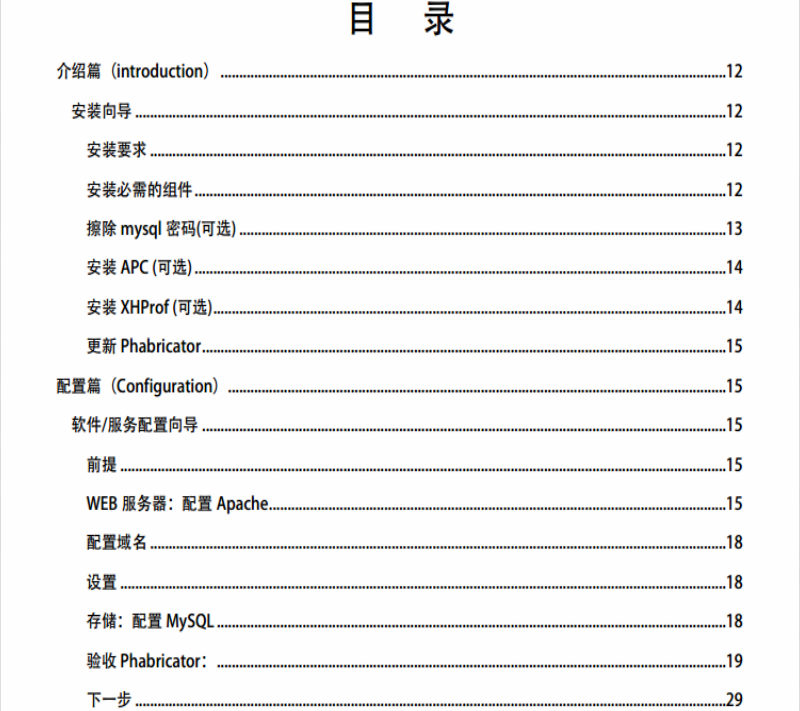 目 录
介绍篇（introduction） ........................................12
安装向导 ........................................12
安装要求 ........................................12
安装必需的组件 ........................................12
擦除 mysql 密码(可选) ........................................13
安装 APC (可选) ........................................14
安装 XHProf (可选)........................................14
更新 Phabricator........................................15
配置篇（Configuration） ........................................15
软件/服务配置向导 ........................................15
前提 ........................................15
WEB 服务器：配置 Apache........................................15
配置域名 ........................................18
设置 ........................................18
存储：配置 MySQL ........................................18
验收 Phabricator： ........................................19
下一步 ........................................29